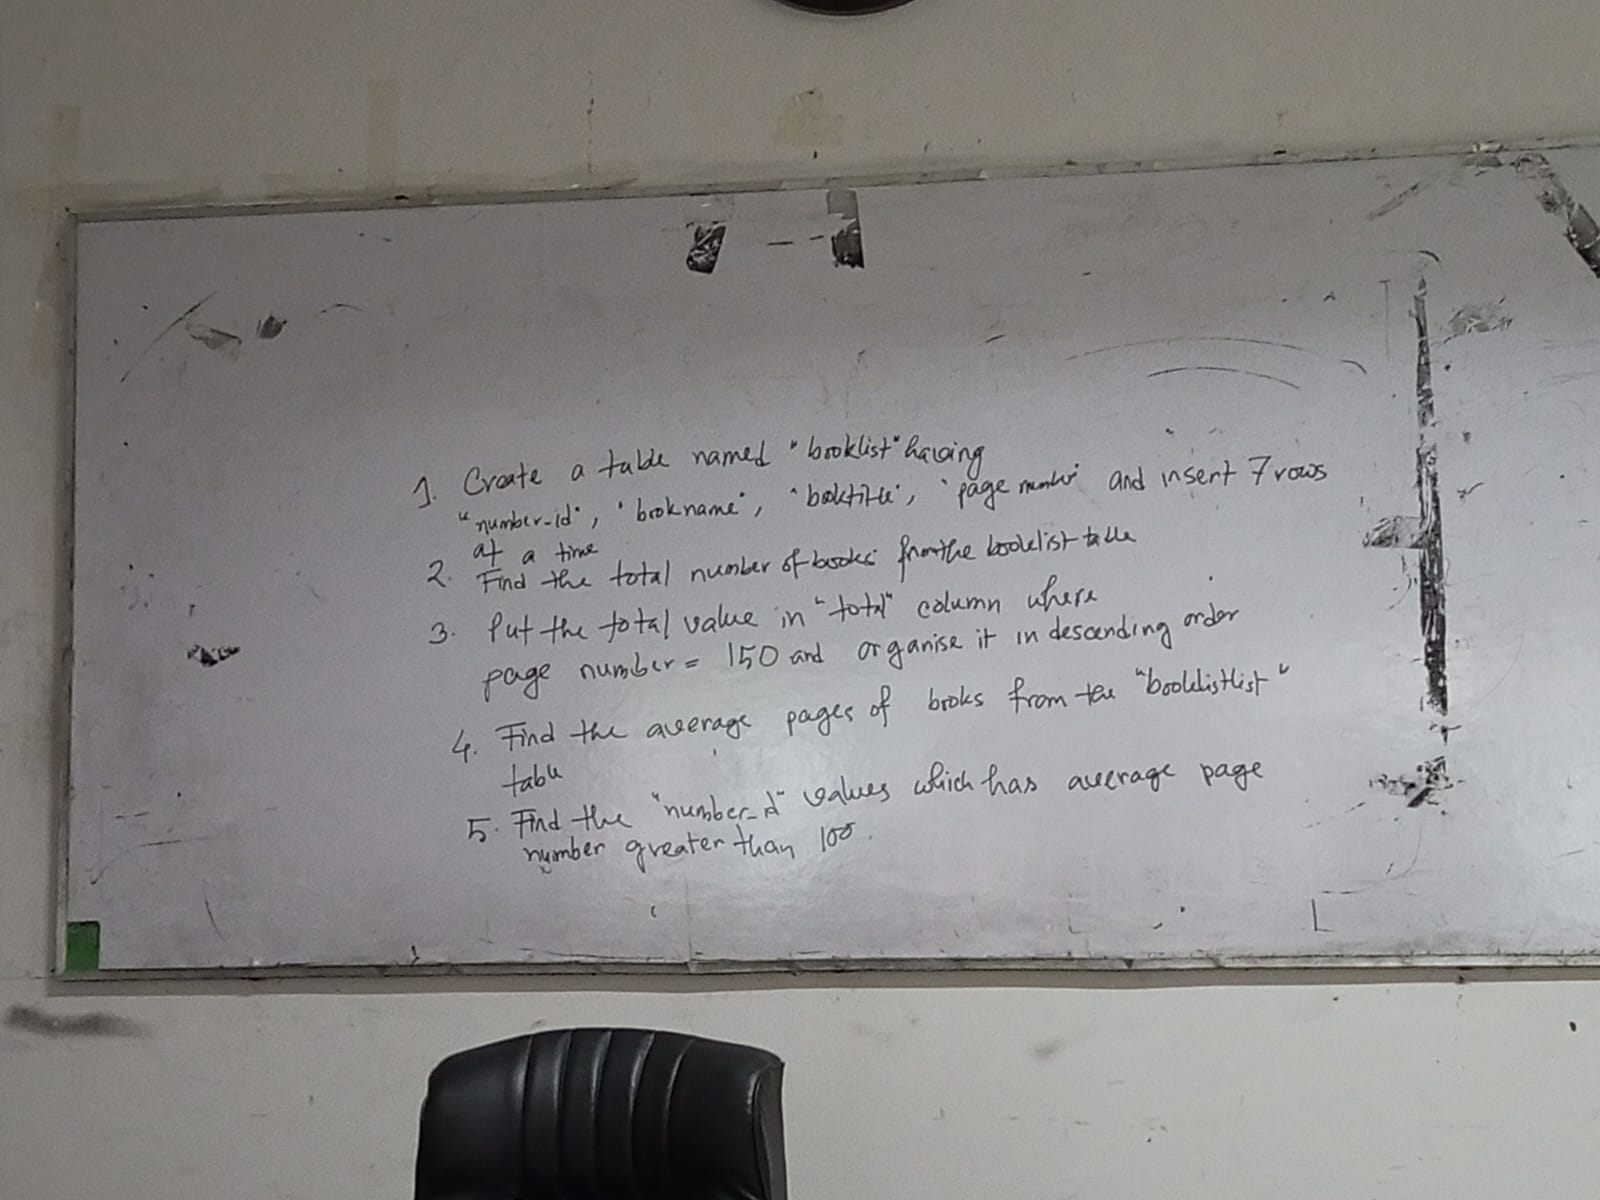 1. Create a table named "booklist" having
"number-id", 'bookname', 'booktitle', 'page number' and insert 7 rows
at a time
2. Find the total number of books from the booklist table
3. Put the total value in "total" column where
page number = 150 and organise it in descending order
4. Find the average pages of books from the "booklistlist"
table
5. Find the "number_id" values which has average page
number greater than 100.